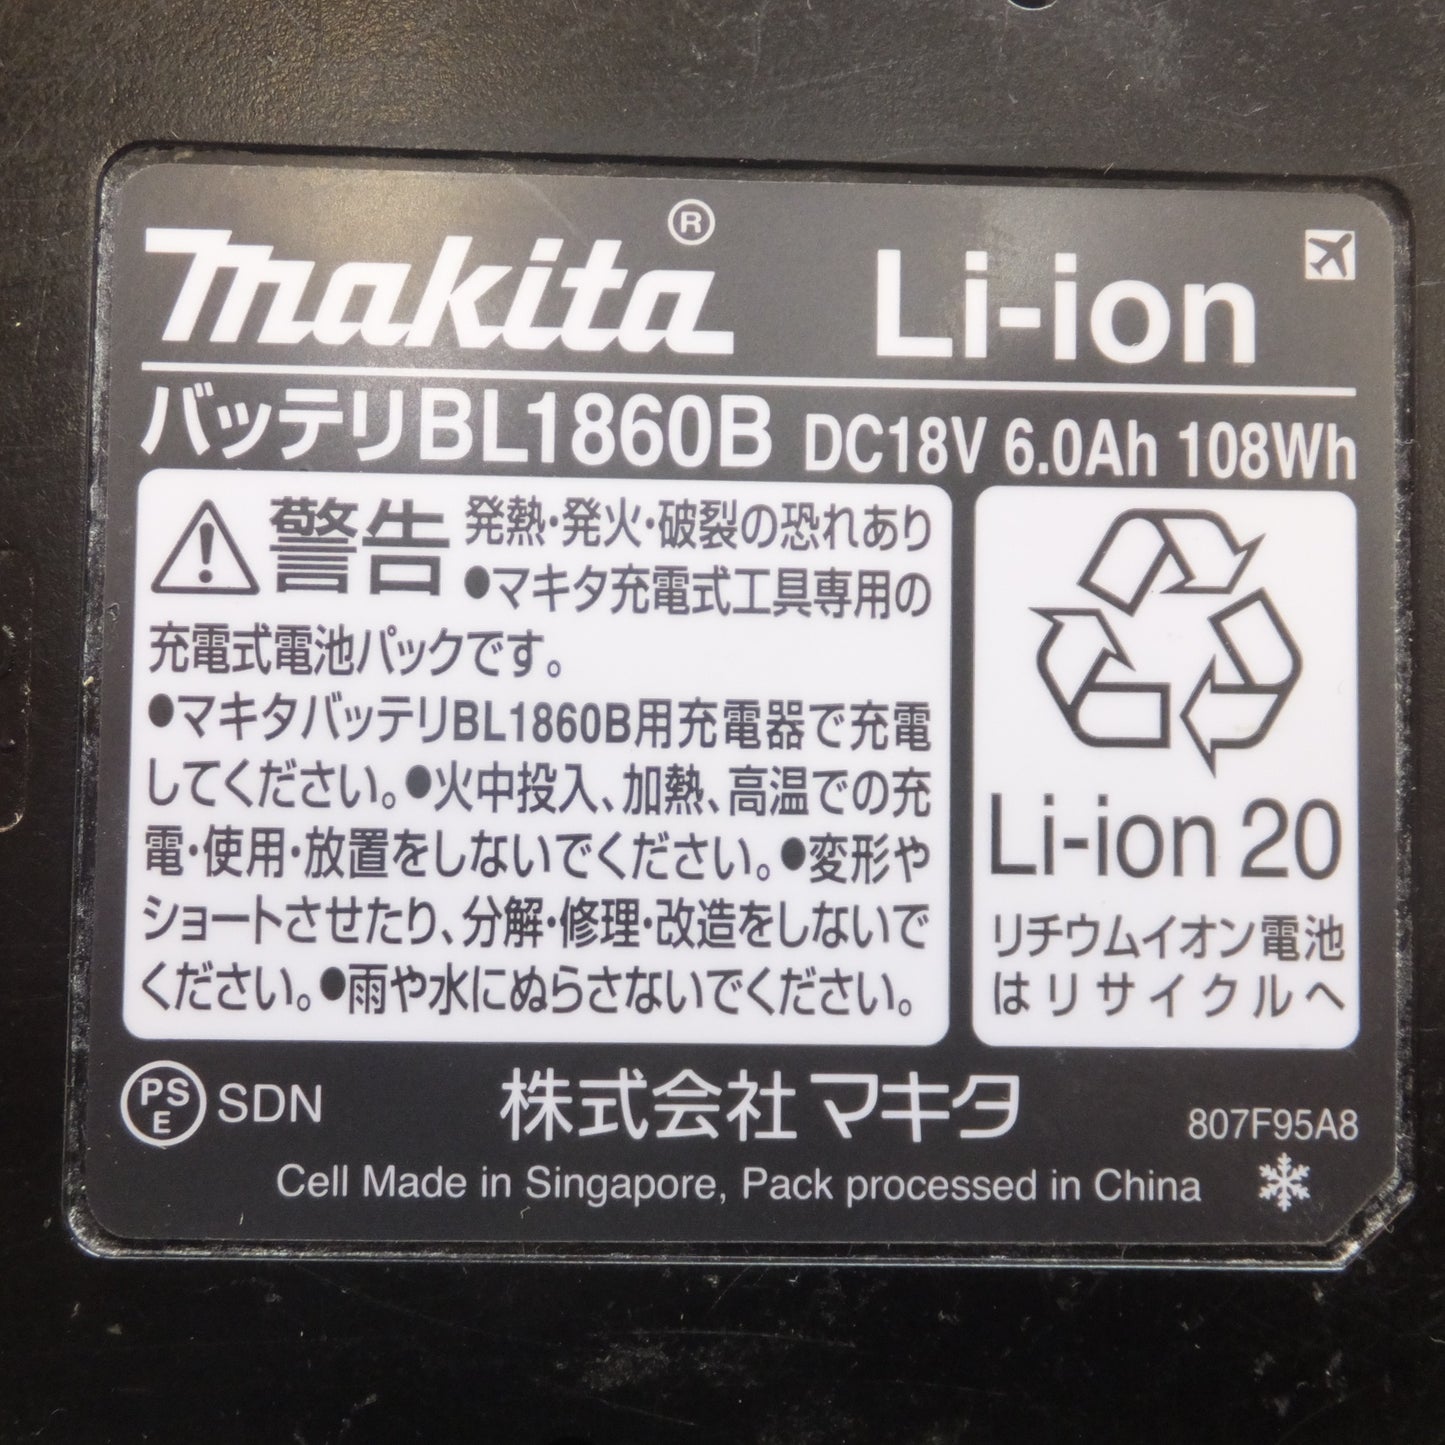 makita® Li-ion
バッテリBL1860B DC18V 6.0Ah 108Wh
警告 発熱・発火・破裂の恐れあり
●マキタ充電式工具専用の
充電式電池パックです。
●マキタバッテリBL1860B用充電器で充電
してください。●火中投入、加熱、高温での充
電・使用・放置をしないでください。●変形や
ショートさせたり、分解・修理・改造をしないで
ください。●雨や水にぬらさないでください。
Li-ion 20
リチウムイオン電池
はリサイクルへ
PS
E
SDN 株式会社マキタ 807F95A8
Cell Made in Singapore, Pack processed in China